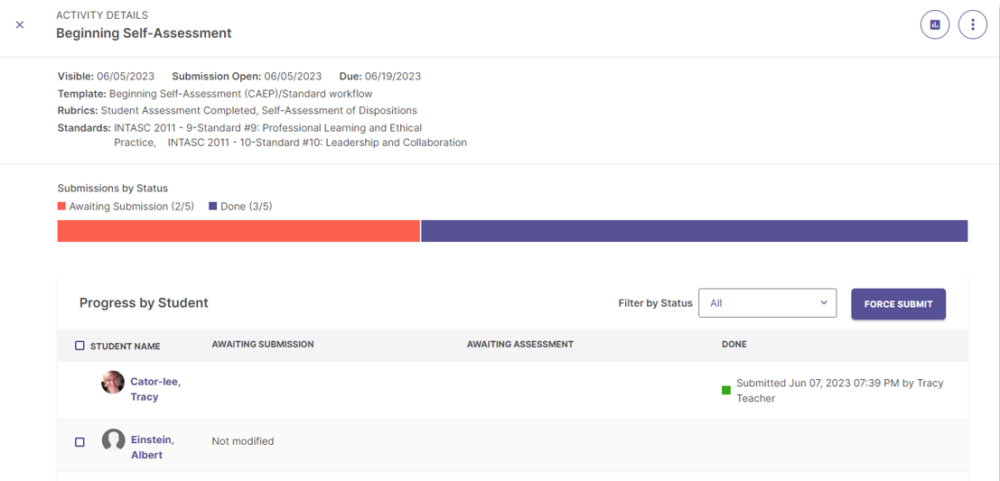 ACTIVITY DETAILS
Beginning Self-Assessment
Visible: 06/05/2023 Submission Open: 06/05/2023 Due: 06/19/2023
Template: Beginning Self-Assessment (CAEP)/Standard workflow
Rubrics: Student Assessment Completed, Self-Assessment of Dispositions
Standards: INTASC 2011 - 9-Standard #9: Professional Learning and Ethical
Practice, INTASC 2011 - 10-Standard #10: Leadership and Collaboration
Submissions by Status
Awaiting Submission (2/5) Done (3/5)
Progress by Student
Filter by Status All FORCE SUBMIT
STUDENT NAME AWAITING SUBMISSION AWAITING ASSESSMENT DONE
Cator-lee,
Tracy
Submitted Jun 07, 2023 07:39 PM by Tracy
Teacher
Einstein,
Albert
Not modified